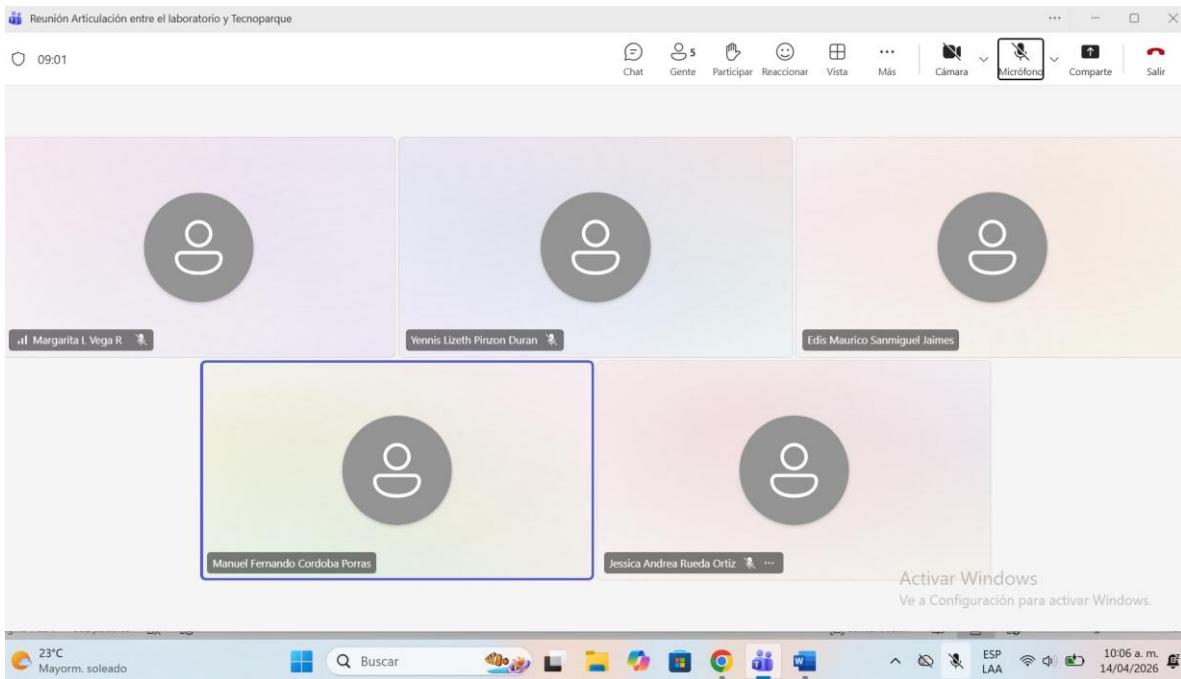 Reunión Articulación entre el laboratorio y Tecnoparque
09:01
5
Chat Gente Participar Reaccionar Vista Más Cámara Micrófono Comparte Salir
Margarita L Vega R
Yennis Lizeth Pinzon Duran
Edis Maurico Sanmiguel Jaimes
Manuel Fernando Cordoba Porras
Jessica Andrea Rueda Ortiz
Activar Windows
Ve a Configuración para activar Windows.
23°C
Mayorm. soleado
Buscar
ESP
LAA
10:06 a. m.
14/04/2026